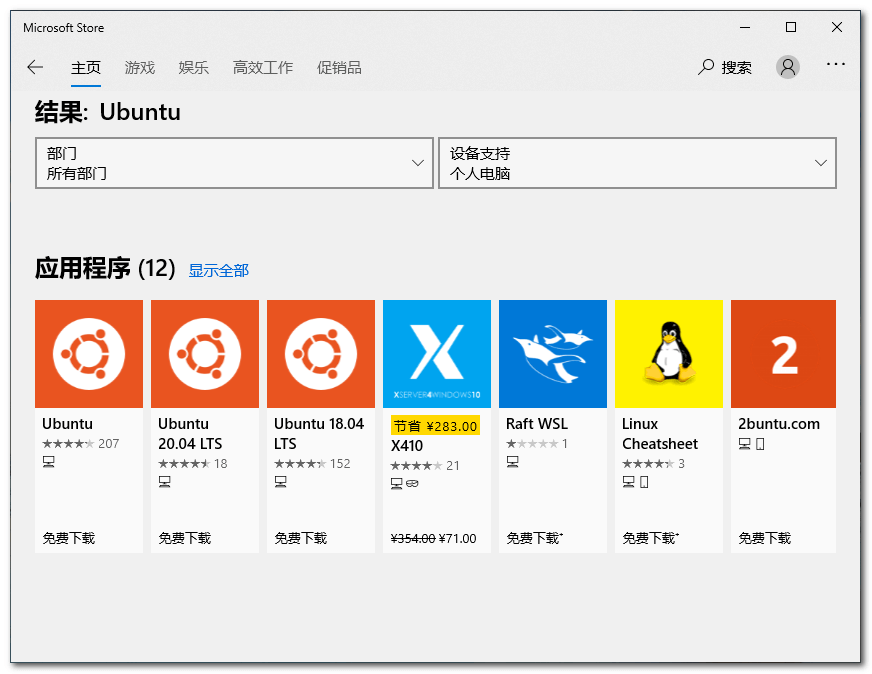 Microsoft Store
主页 游戏 娱乐 高效工作 促销品 搜索
结果: Ubuntu
部门
所有部门
设备支持
个人电脑
应用程序 (12) 显示全部
Ubuntu
207
免费下载
Ubuntu
20.04 LTS
18
免费下载
Ubuntu 18.04
LTS
152
免费下载
XSERVER4WINDOWS10
节省 ¥283.00
X410
21
¥354.00 ¥71.00
Raft WSL
1
免费下载+
Linux
Cheatsheet
3
免费下载+
2
2buntu.com
免费下载